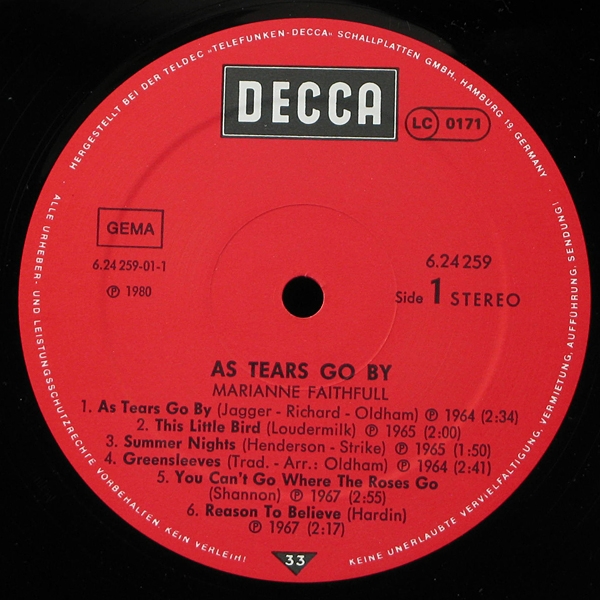 HERGESTELLT BEI DER TELDEC »TELEFUNKEN-DECCA« SCHALLPLATTEN GMBH., HAMBURG 19, GERMANY
DECCA
LC 0171
GEMA
6.24 259-01-1
℗ 1980
6.24 259
Side 1 STEREO
AS TEARS GO BY
MARIANNE FAITHFULL
1. As Tears Go By (Jagger - Richard - Oldham) ℗ 1964 (2:34)
2. This Little Bird (Loudermilk) ℗ 1965 (2:00)
3. Summer Nights (Henderson - Strike) ℗ 1965 (1:50)
4. Greensleeves (Trad. - Arr.: Oldham) ℗ 1964 (2:41)
5. You Can't Go Where The Roses Go
(Shannon) ℗ 1967 (2:55)
6. Reason To Believe (Hardin)
℗ 1967 (2:17)
33
ALLE URHEBER- UND LEISTUNGSSCHUTZRECHTE VORBEHALTEN. KEIN VERLEIH!
KEINE UNERLAUBTE VERVIELFÄLTIGUNG, VERMIETUNG, AUFFÜHRUNG, SENDUNG!